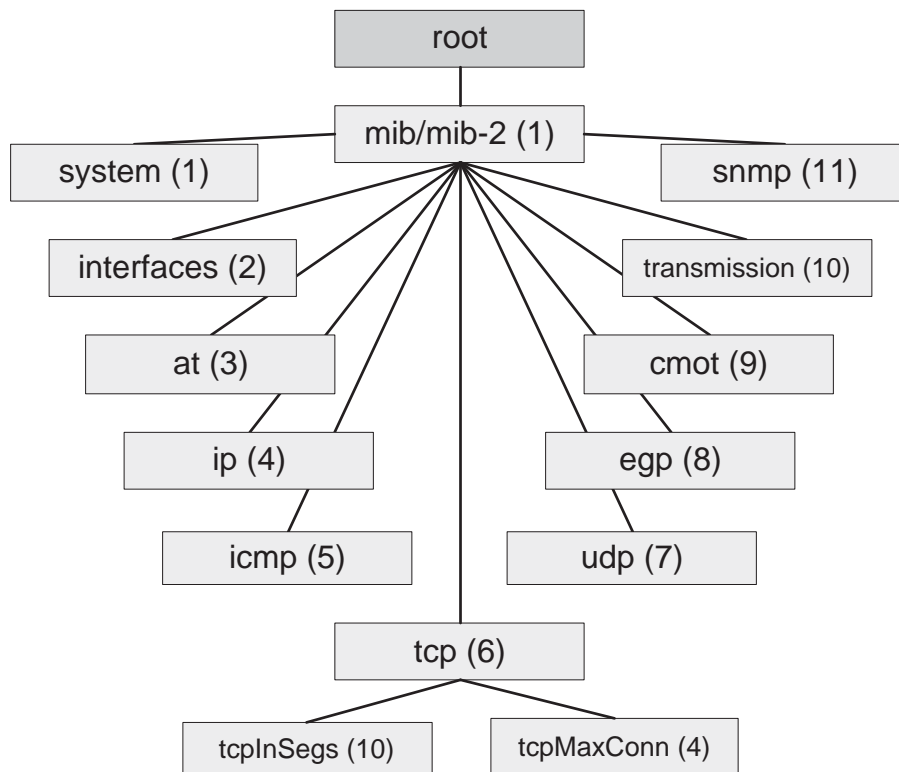 root
mib/mib-2 (1)
system (1)
snmp (11)
interfaces (2)
transmission (10)
at (3)
cmot (9)
ip (4)
egp (8)
icmp (5)
udp (7)
tcp (6)
tcpInSegs (10)
tcpMaxConn (4)